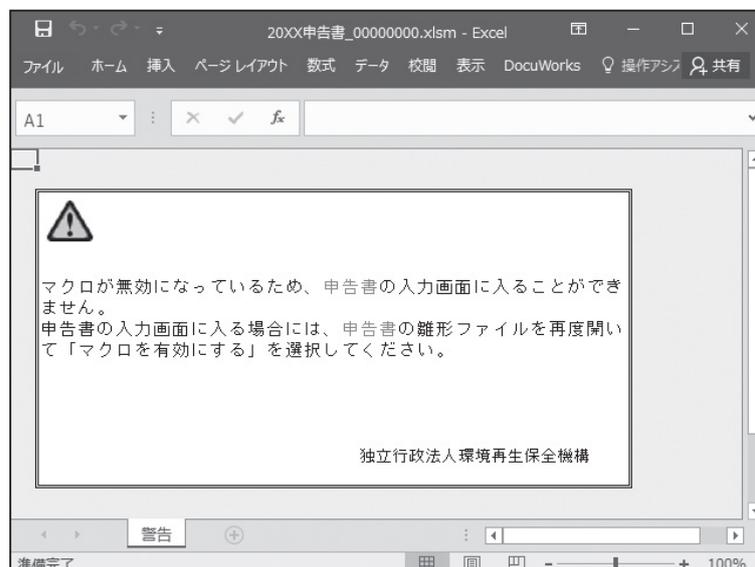 20XX申告書_00000000.xlsm - Excel
ファイル ホーム 挿入 ページ レイアウト 数式 データ 校閲 表示 DocuWorks 操作アシス 共有
A1 fx
マクロが無効になっているため、申告書の入力画面に入ることができ
ません。
申告書の入力画面に入る場合には、申告書の雛形ファイルを再度開い
て「マクロを有効にする」を選択してください。
独立行政法人環境再生保全機構
警告
準備完了 100%